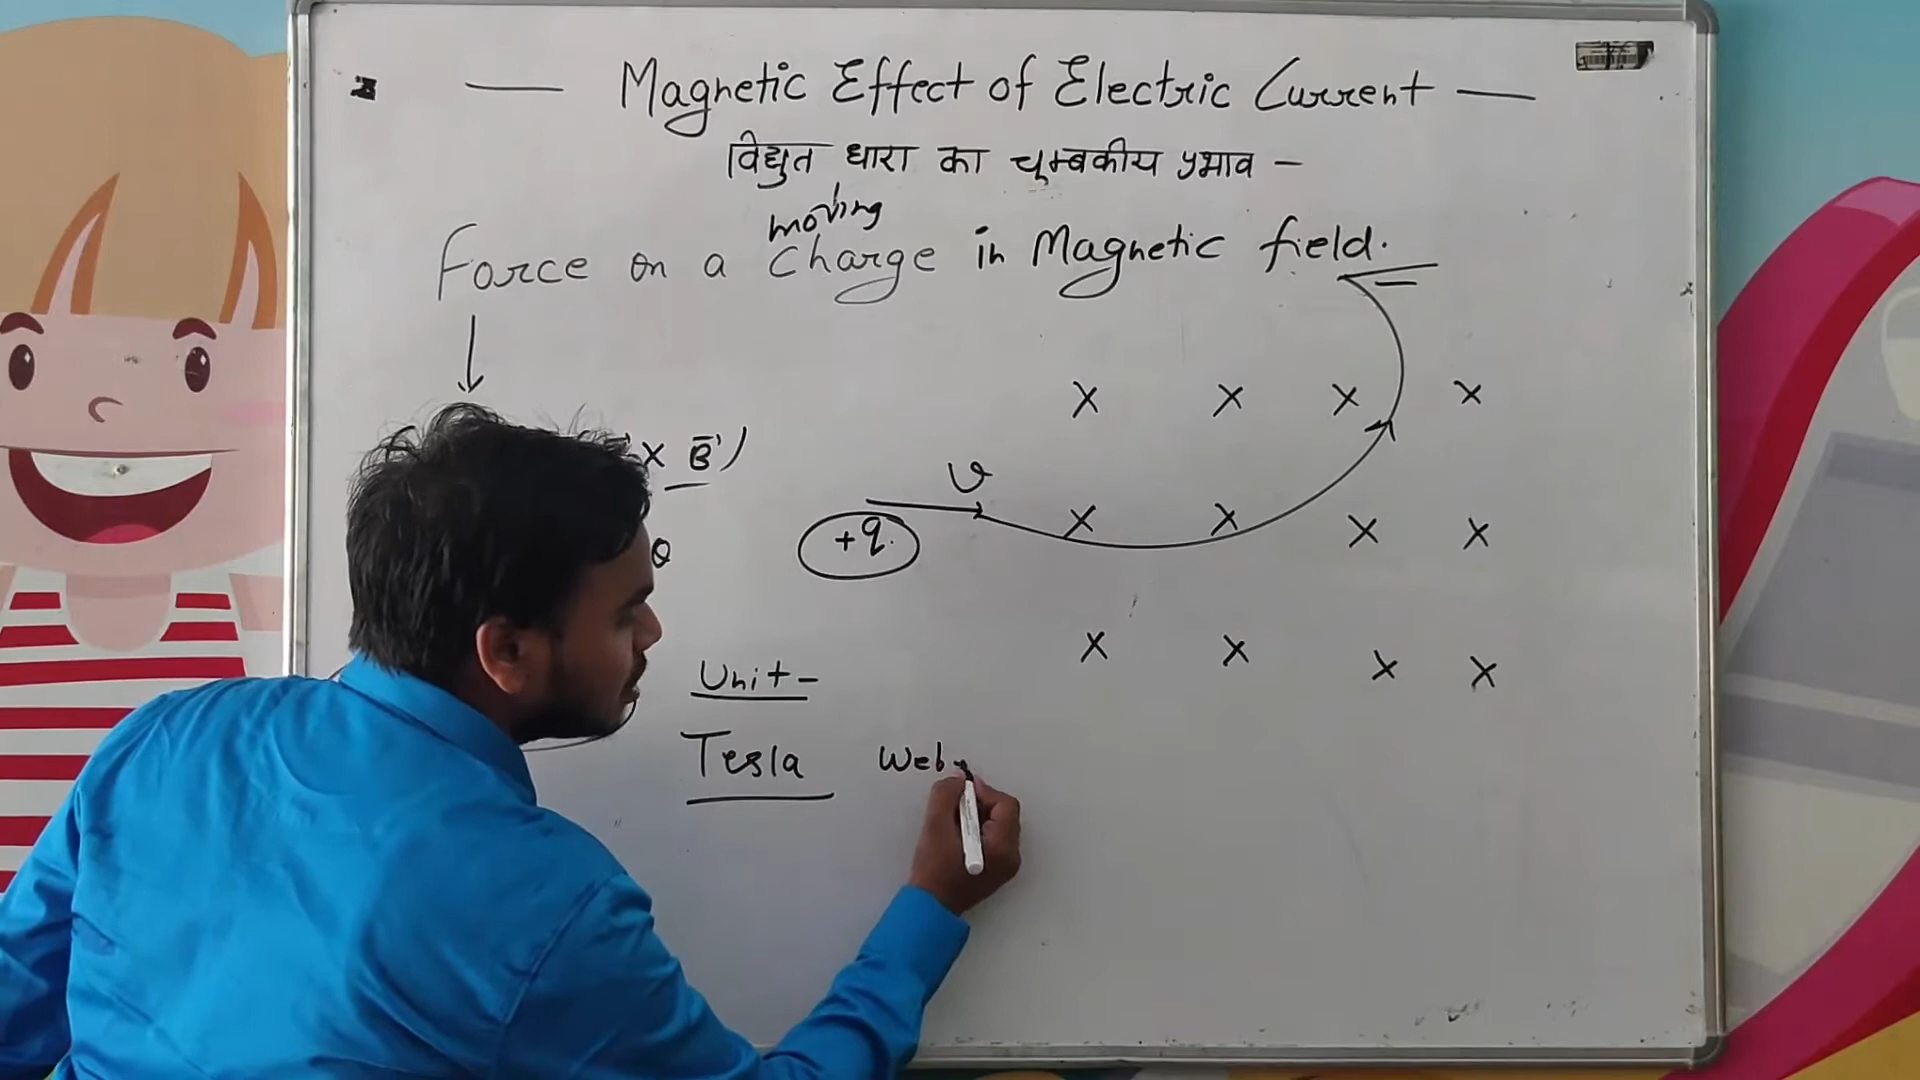 — Magnetic Effect of Electric Current —
विद्युत धारा का चुम्बकीय प्रभाव –
moving
Force on a charge in Magnetic field.
X X X X
× B⃗)
v
X X X X
+q.
θ
X X X X
Unit-
Tesla Web